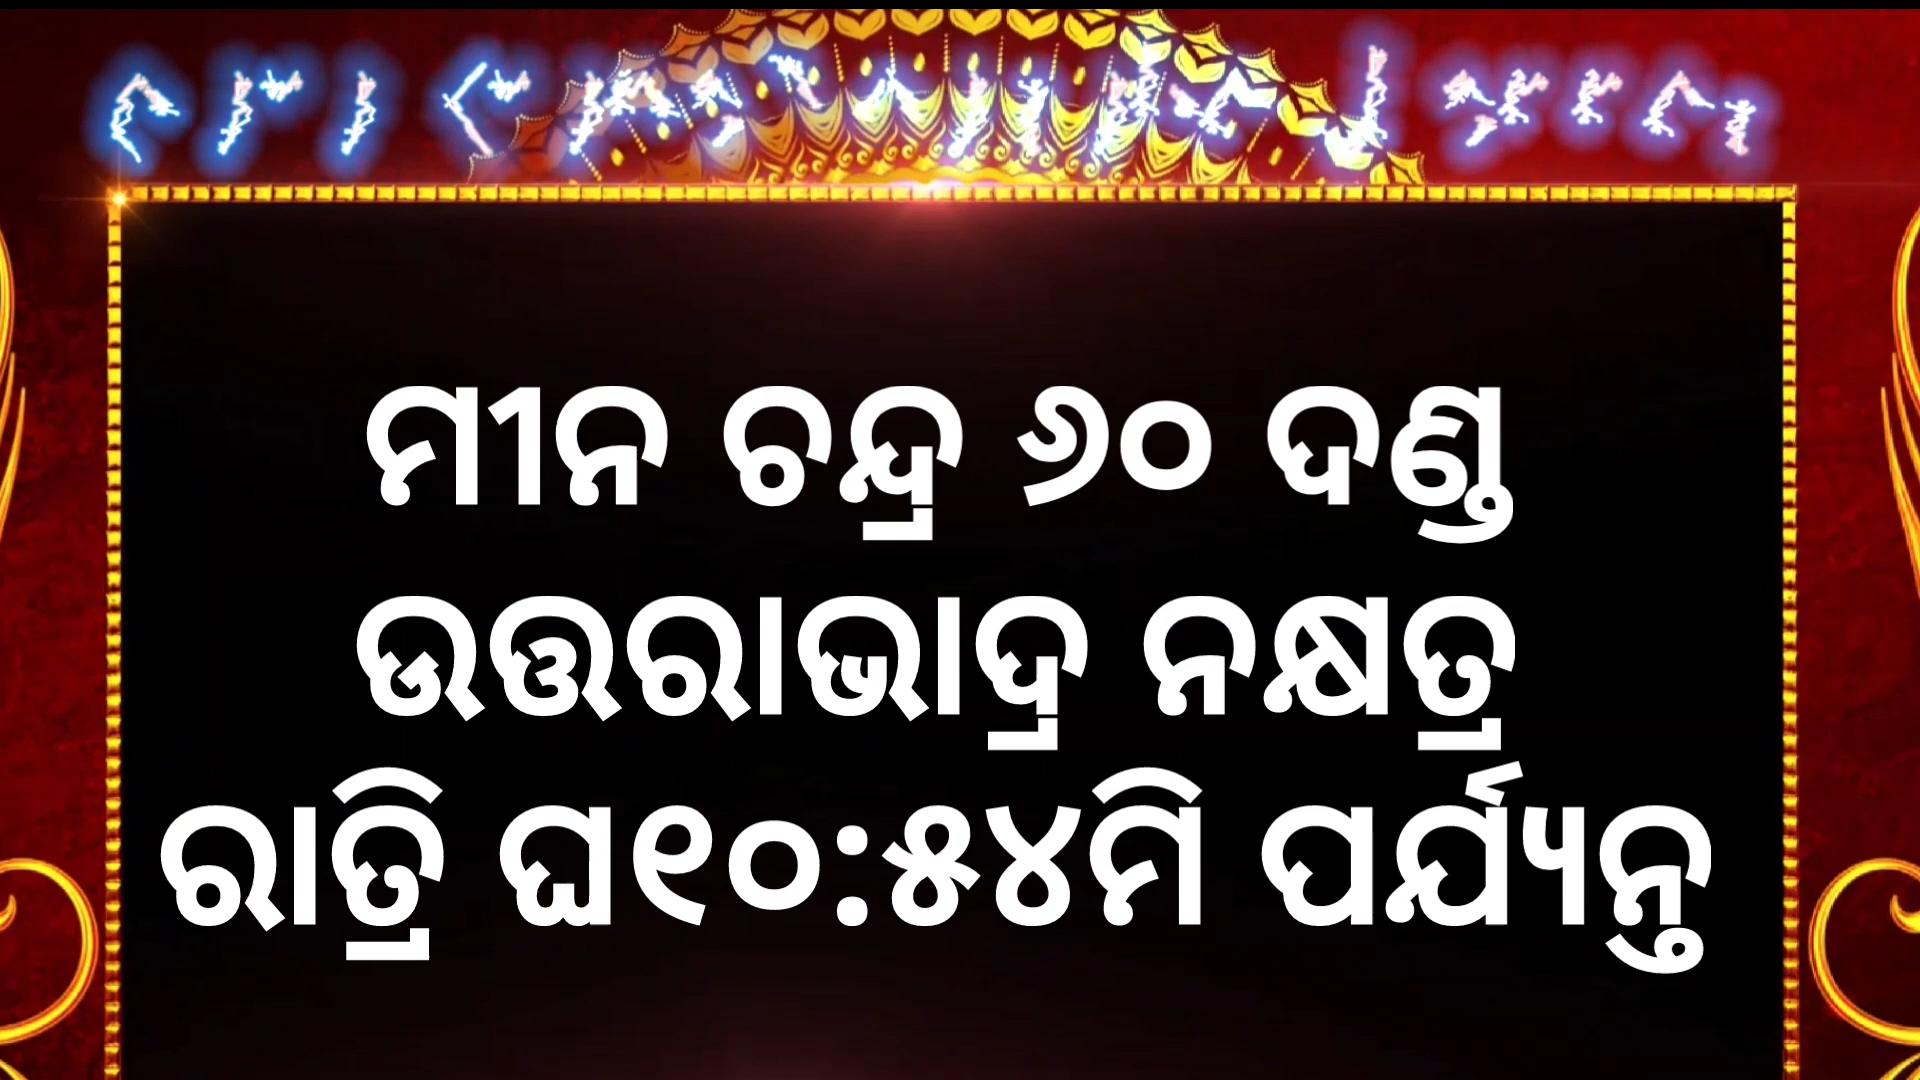 ମୀନ ଚନ୍ଦ୍ର ୬୦ ଦଣ୍ଡ
ଉତ୍ତରାଭାଦ୍ର ନକ୍ଷତ୍ର
ରାତ୍ରି ଘ୧୦:୫୪ମି ପର୍ଯ୍ୟନ୍ତ